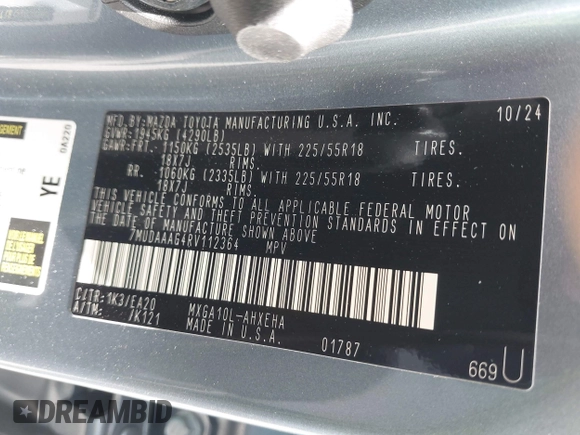 MFD.BY:MAZDA TOYOTA MANUFACTURING U.S.A. INC. 10/24
GVWR: 1945KG (4290LB)
GAWR:FRT. 1150KG (2535LB) WITH 225/55R18 TIRES.
18X7J RIMS.
RR. 1060KG (2335LB) WITH 225/55R18 TIRES.
18X7J RIMS.
THIS VEHICLE CONFORMS TO ALL APPLICABLE FEDERAL MOTOR
VEHICLE SAFETY AND THEFT PREVENTION STANDARDS IN EFFECT ON
THE DATE OF MANUFACTURE SHOWN ABOVE.
7MUDAAAG4RV112364 MPV
C/TR:1K3/EA20 MXGA10L-AHXEHA
A/TM: /K121 MADE IN U.S.A.
01787
669 U
YE
0A220
DREAMBID